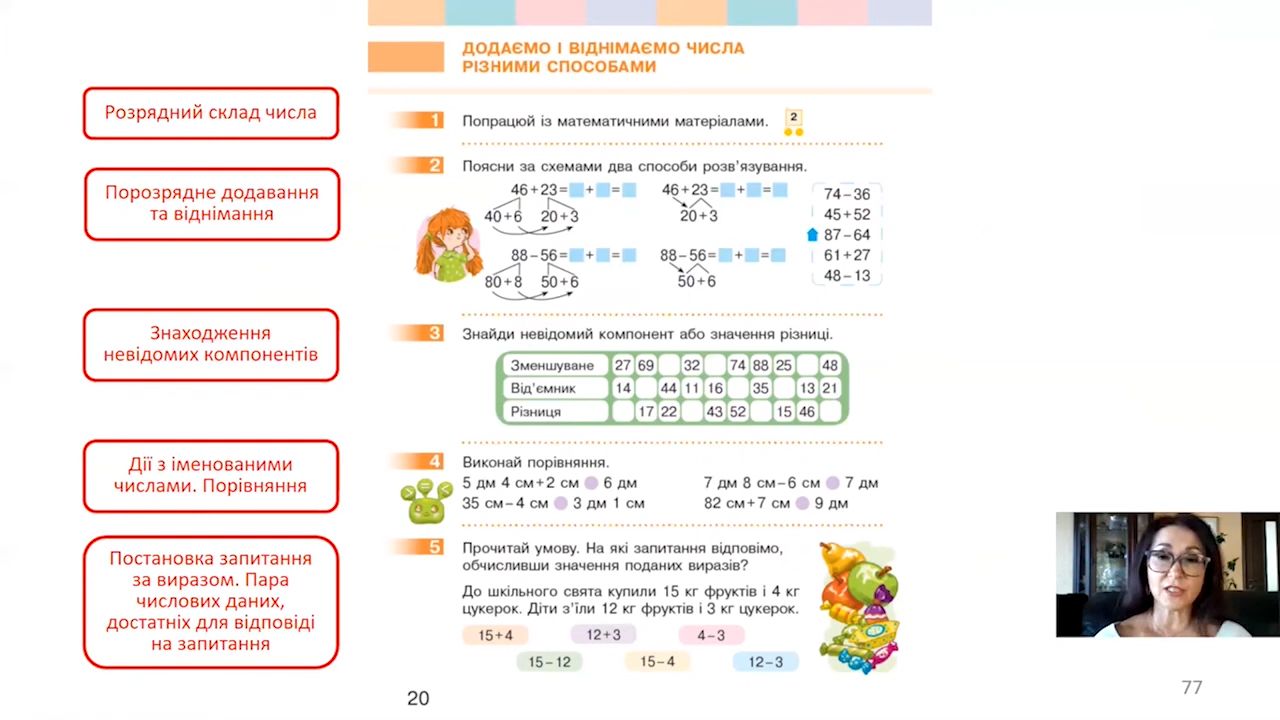 ДОДАЄМО І ВІДНІМАЄМО ЧИСЛА
РІЗНИМИ СПОСОБАМИ
Розрядний склад числа
1 Попрацюй із математичними матеріалами. 2
Порозрядне додавання
та віднімання
2 Поясни за схемами два способи розв'язування.
46+23= + = 46+23= + =
40+6 20+3 20+3
88–56= + = 88–56= + =
80+8 50+6 50+6
74–36
45+52
87–64
61+27
48–13
Знаходження
невідомих компонентів
3 Знайди невідомий компонент або значення різниці.
Зменшуване 27 69 32 74 88 25 48
Від'ємник 14 44 11 16 35 13 21
Різниця 17 22 43 52 15 46
Дії з іменованими
числами. Порівняння
4 Виконай порівняння.
> = <
5 дм 4 см+2 см 6 дм 7 дм 8 см–6 см 7 дм
35 см–4 см 3 дм 1 см 82 см+7 см 9 дм
Постановка запитання
за виразом. Пара
числових даних,
достатніх для відповіді
на запитання
5 Прочитай умову. На які запитання відповімо,
обчисливши значення поданих виразів?
До шкільного свята купили 15 кг фруктів і 4 кг
цукерок. Діти з'їли 12 кг фруктів і 3 кг цукерок.
15+4 12+3 4–3
15–12 15–4 12–3
20
77